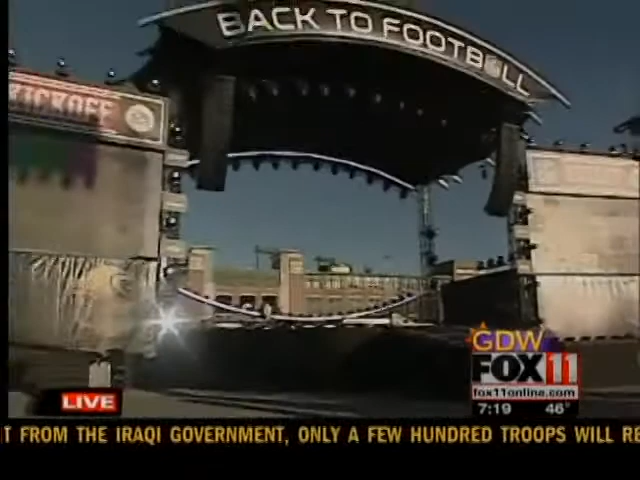 BACK TO FOOTBALL
KICKOFF
GDW
FOX 11
fox11online.com
7:19 46°
LIVE
T FROM THE IRAQI GOVERNMENT, ONLY A FEW HUNDRED TROOPS WILL RE